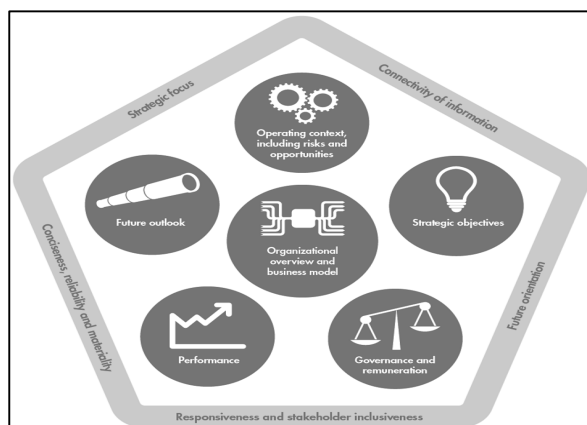 Strategic focus
Connectivity of information
Operating context,
including risks and
opportunities
Future outlook
Strategic objectives
Organizational
overview and
business model
Conciseness, reliability and materiality
Future orientation
Performance
Governance and
remuneration
Responsiveness and stakeholder inclusiveness